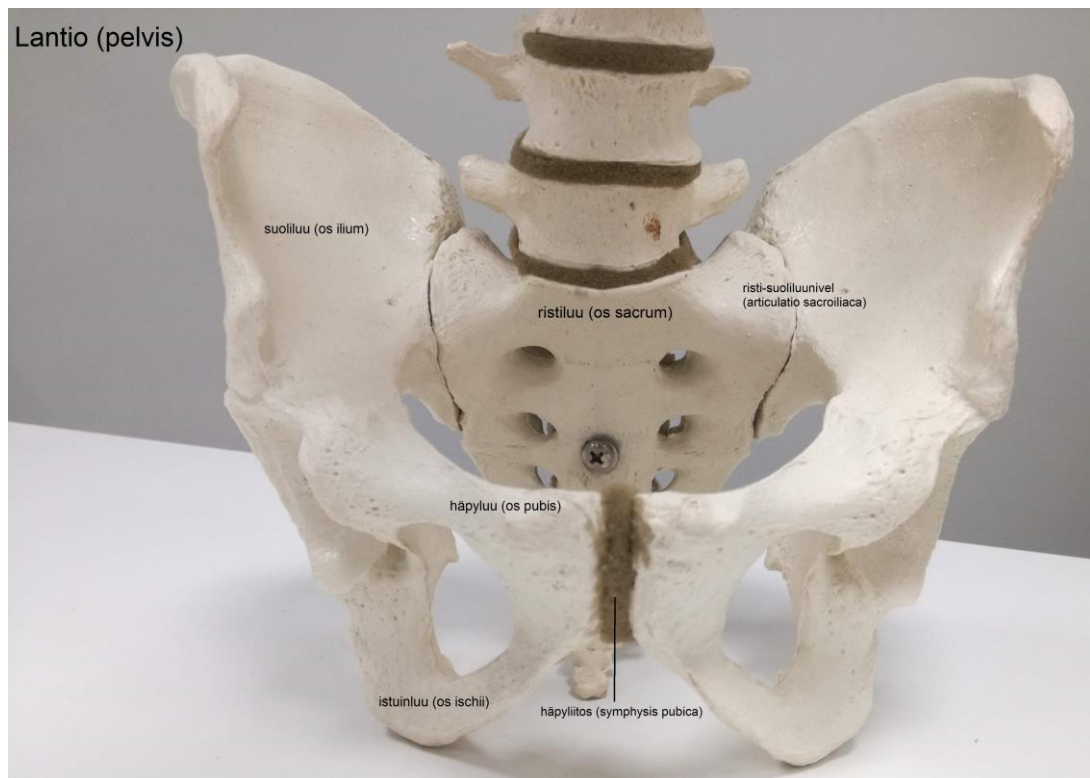 Lantio (pelvis)
suoliluu (os ilium)
risti-suoliluunivel
(articulatio sacroiliaca)
ristiluu (os sacrum)
häpyluu (os pubis)
istuinluu (os ischii)
häpyliitos (symphysis pubica)